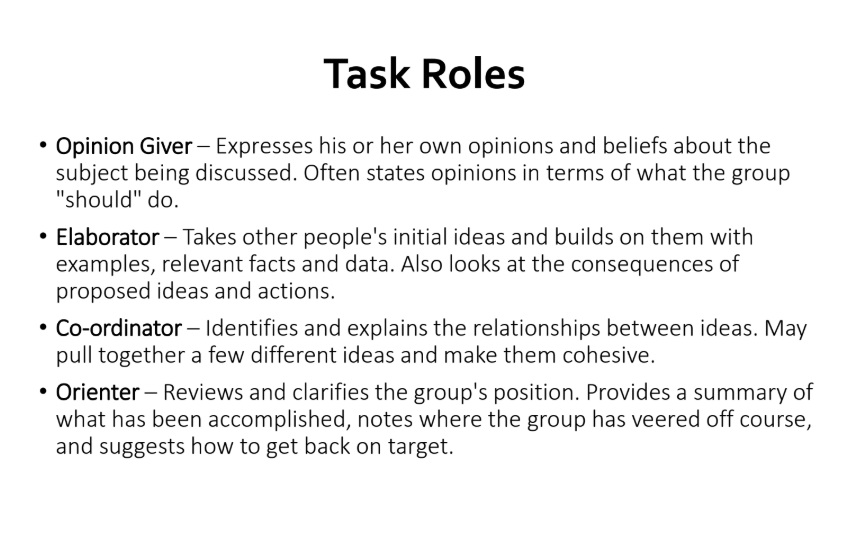 Task Roles
• Opinion Giver – Expresses his or her own opinions and beliefs about the
subject being discussed. Often states opinions in terms of what the group
"should" do.
• Elaborator – Takes other people's initial ideas and builds on them with
examples, relevant facts and data. Also looks at the consequences of
proposed ideas and actions.
• Co-ordinator – Identifies and explains the relationships between ideas. May
pull together a few different ideas and make them cohesive.
• Orienter – Reviews and clarifies the group's position. Provides a summary of
what has been accomplished, notes where the group has veered off course,
and suggests how to get back on target.